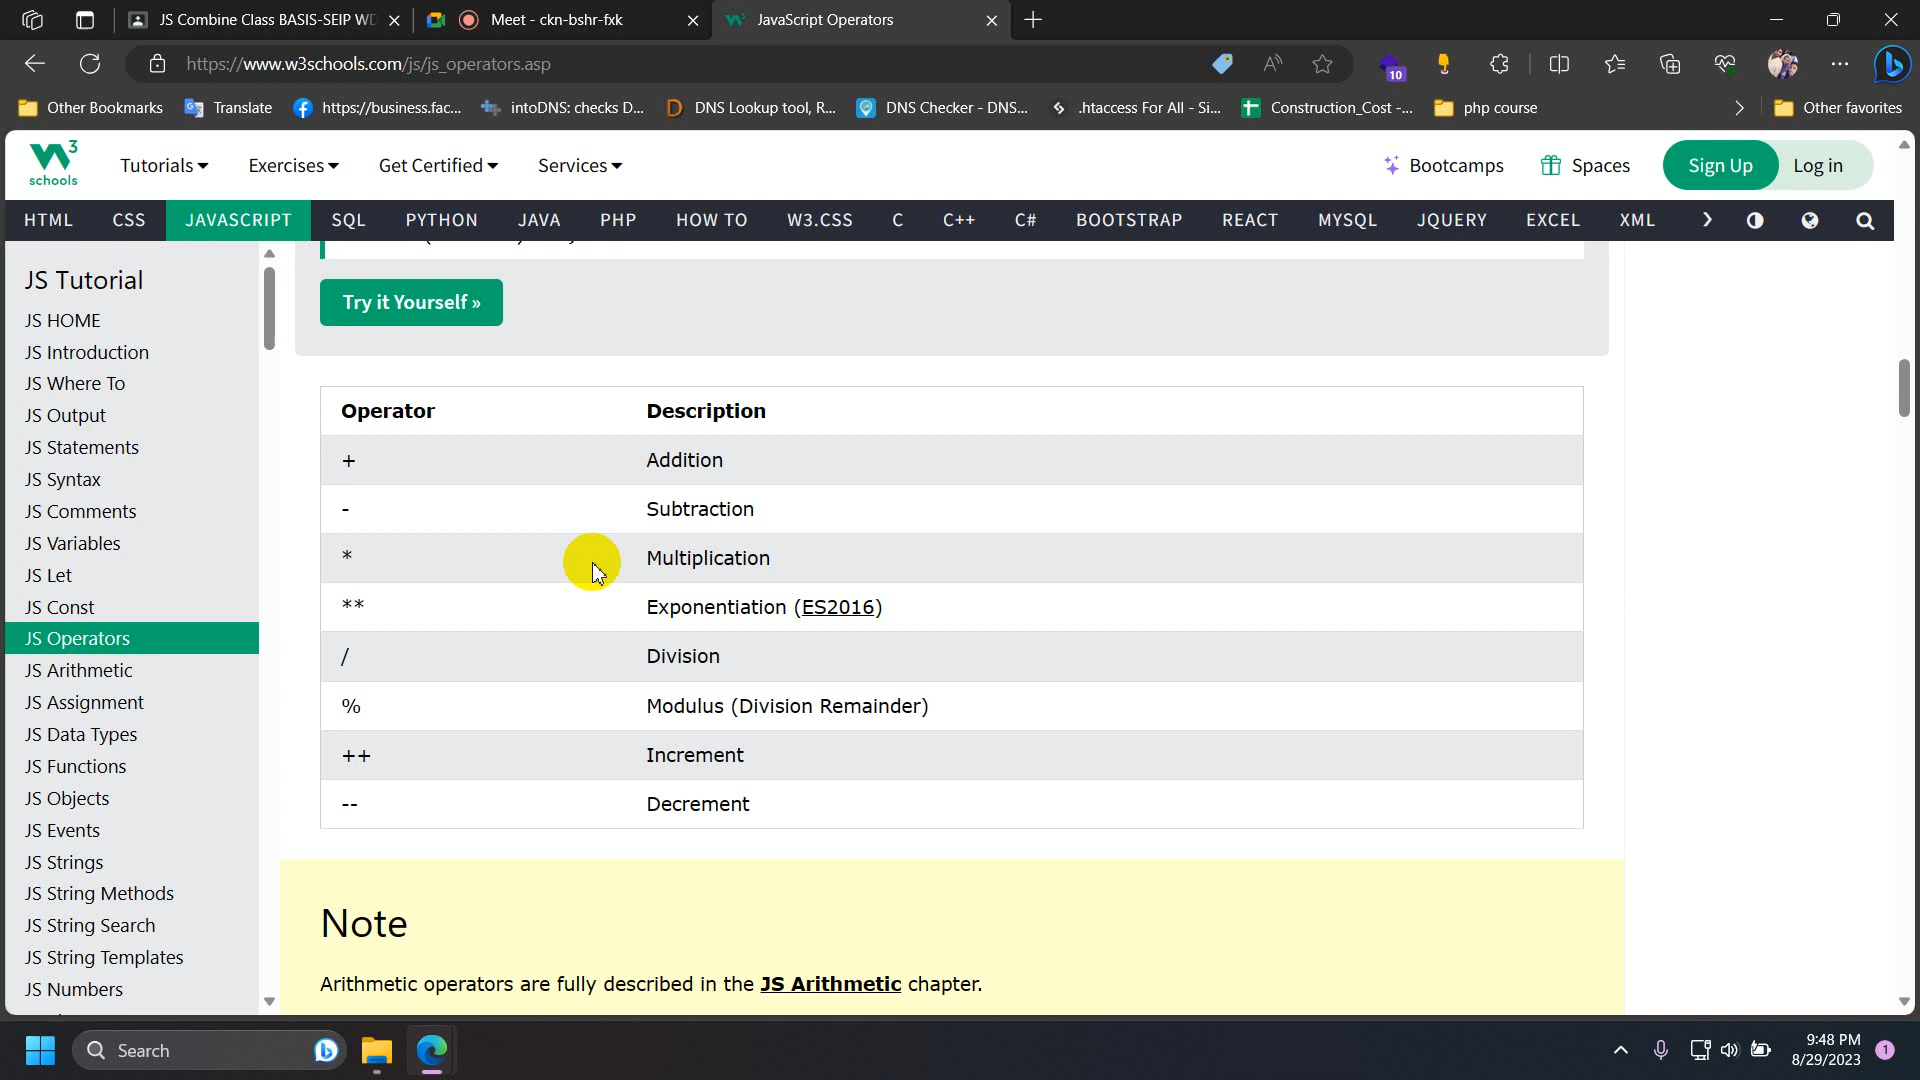 JS Combine Class BASIS-SEIP WD
Meet - ckn-bshr-fxk
JavaScript Operators
https://www.w3schools.com/js/js_operators.asp
10
Other Bookmarks
Translate
https://business.fac...
intoDNS: checks D...
DNS Lookup tool, R...
DNS Checker - DNS...
.htaccess For All - Si...
Construction_Cost -...
php course
Other favorites
W3 schools
Tutorials
Exercises
Get Certified
Services
Bootcamps
Spaces
Sign Up
Log in
HTML CSS JAVASCRIPT SQL PYTHON JAVA PHP HOW TO W3.CSS C C++ C# BOOTSTRAP REACT MYSQL JQUERY EXCEL XML
JS Tutorial
JS HOME
JS Introduction
JS Where To
JS Output
JS Statements
JS Syntax
JS Comments
JS Variables
JS Let
JS Const
JS Operators
JS Arithmetic
JS Assignment
JS Data Types
JS Functions
JS Objects
JS Events
JS Strings
JS String Methods
JS String Search
JS String Templates
JS Numbers
Try it Yourself »
Operator Description
+ Addition
- Subtraction
* Multiplication
** Exponentiation (ES2016)
/ Division
% Modulus (Division Remainder)
++ Increment
-- Decrement
Note
Arithmetic operators are fully described in the JS Arithmetic chapter.
Search
9:48 PM
8/29/2023
1